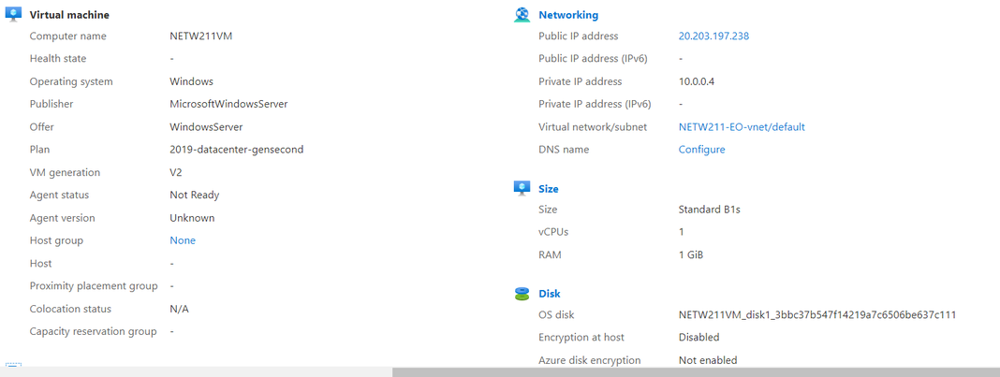 Virtual machine
Computer name NETW211VM
Health state -
Operating system Windows
Publisher MicrosoftWindowsServer
Offer WindowsServer
Plan 2019-datacenter-gensecond
VM generation V2
Agent status Not Ready
Agent version Unknown
Host group None
Host -
Proximity placement group -
Colocation status N/A
Capacity reservation group -
Networking
Public IP address 20.203.197.238
Public IP address (IPv6) -
Private IP address 10.0.0.4
Private IP address (IPv6) -
Virtual network/subnet NETW211-EO-vnet/default
DNS name Configure
Size
Size Standard B1s
vCPUs 1
RAM 1 GiB
Disk
OS disk NETW211VM_disk1_3bbc37b547f14219a7c6506be637c111
Encryption at host Disabled
Azure disk encryption Not enabled